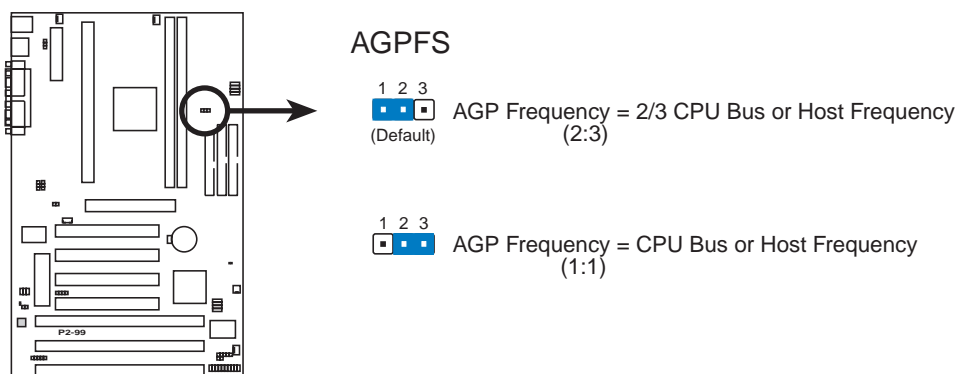 AGPFS
1 2 3
AGP Frequency = 2/3 CPU Bus or Host Frequency
(Default)
(2:3)
1 2 3
AGP Frequency = CPU Bus or Host Frequency
(1:1)
P2-99